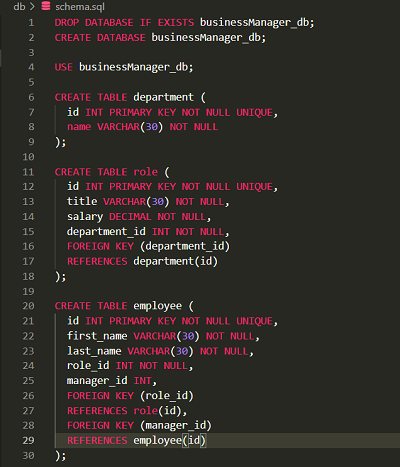 db > schema.sql
1 DROP DATABASE IF EXISTS businessManager_db;
2 CREATE DATABASE businessManager_db;
3
4 USE businessManager_db;
5
6 CREATE TABLE department (
7 id INT PRIMARY KEY NOT NULL UNIQUE,
8 name VARCHAR(30) NOT NULL
9 );
10
11 CREATE TABLE role (
12 id INT PRIMARY KEY NOT NULL UNIQUE,
13 title VARCHAR(30) NOT NULL,
14 salary DECIMAL NOT NULL,
15 department_id INT NOT NULL,
16 FOREIGN KEY (department_id)
17 REFERENCES department(id)
18 );
19
20 CREATE TABLE employee (
21 id INT PRIMARY KEY NOT NULL UNIQUE,
22 first_name VARCHAR(30) NOT NULL,
23 last_name VARCHAR(30) NOT NULL,
24 role_id INT NOT NULL,
25 manager_id INT,
26 FOREIGN KEY (role_id)
27 REFERENCES role(id),
28 FOREIGN KEY (manager_id)
29 REFERENCES employee(id)
30 );